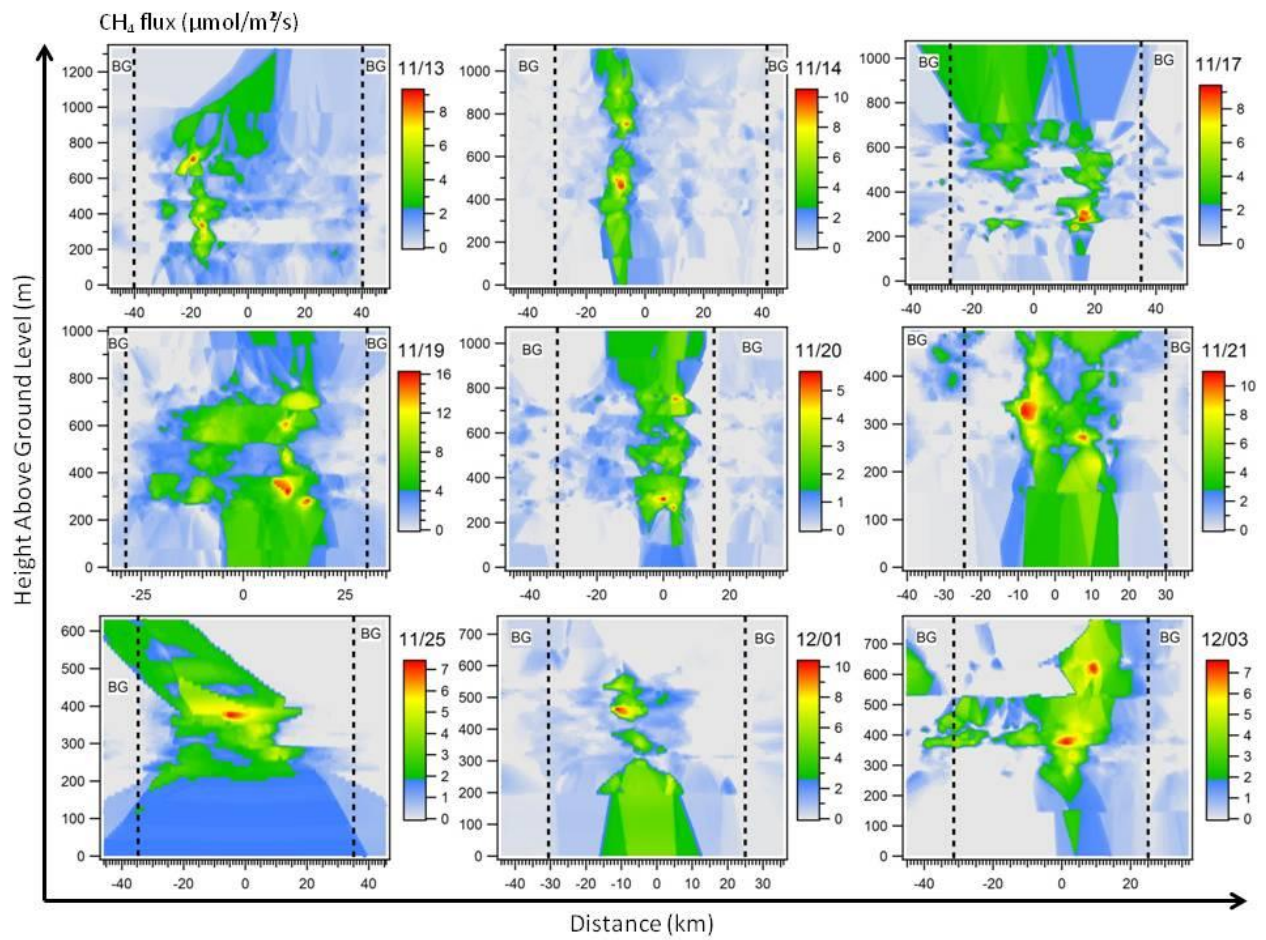 CH₄ flux (μmol/m²/s)
Height Above Ground Level (m)
BG BG 11/13
1200 1000 800 600 400 200 0
-40 -20 0 20 40
8 6 4 2 0
BG BG 11/14
1000 800 600 400 200 0
-40 -20 0 20 40
10 8 6 4 2 0
BG BG 11/17
1000 800 600 400 200 0
-40 -20 0 20 40
8 6 4 2 0
BG BG 11/19
1000 800 600 400 200 0
-25 0 25
16 12 8 4 0
BG BG 11/20
1000 800 600 400 200 0
-40 -20 0 20
5 4 3 2 1 0
BG BG 11/21
400 300 200 100 0
-40 -30 -20 -10 0 10 20 30
10 8 6 4 2 0
BG BG 11/25
600 500 400 300 200 100 0
-40 -20 0 20 40
7 6 5 4 3 2 1 0
BG BG 12/01
700 600 500 400 300 200 100 0
-40 -30 -20 -10 0 10 20 30
10 8 6 4 2 0
BG BG 12/03
700 600 500 400 300 200 100 0
-40 -20 0 20
7 6 5 4 3 2 1 0
Distance (km)